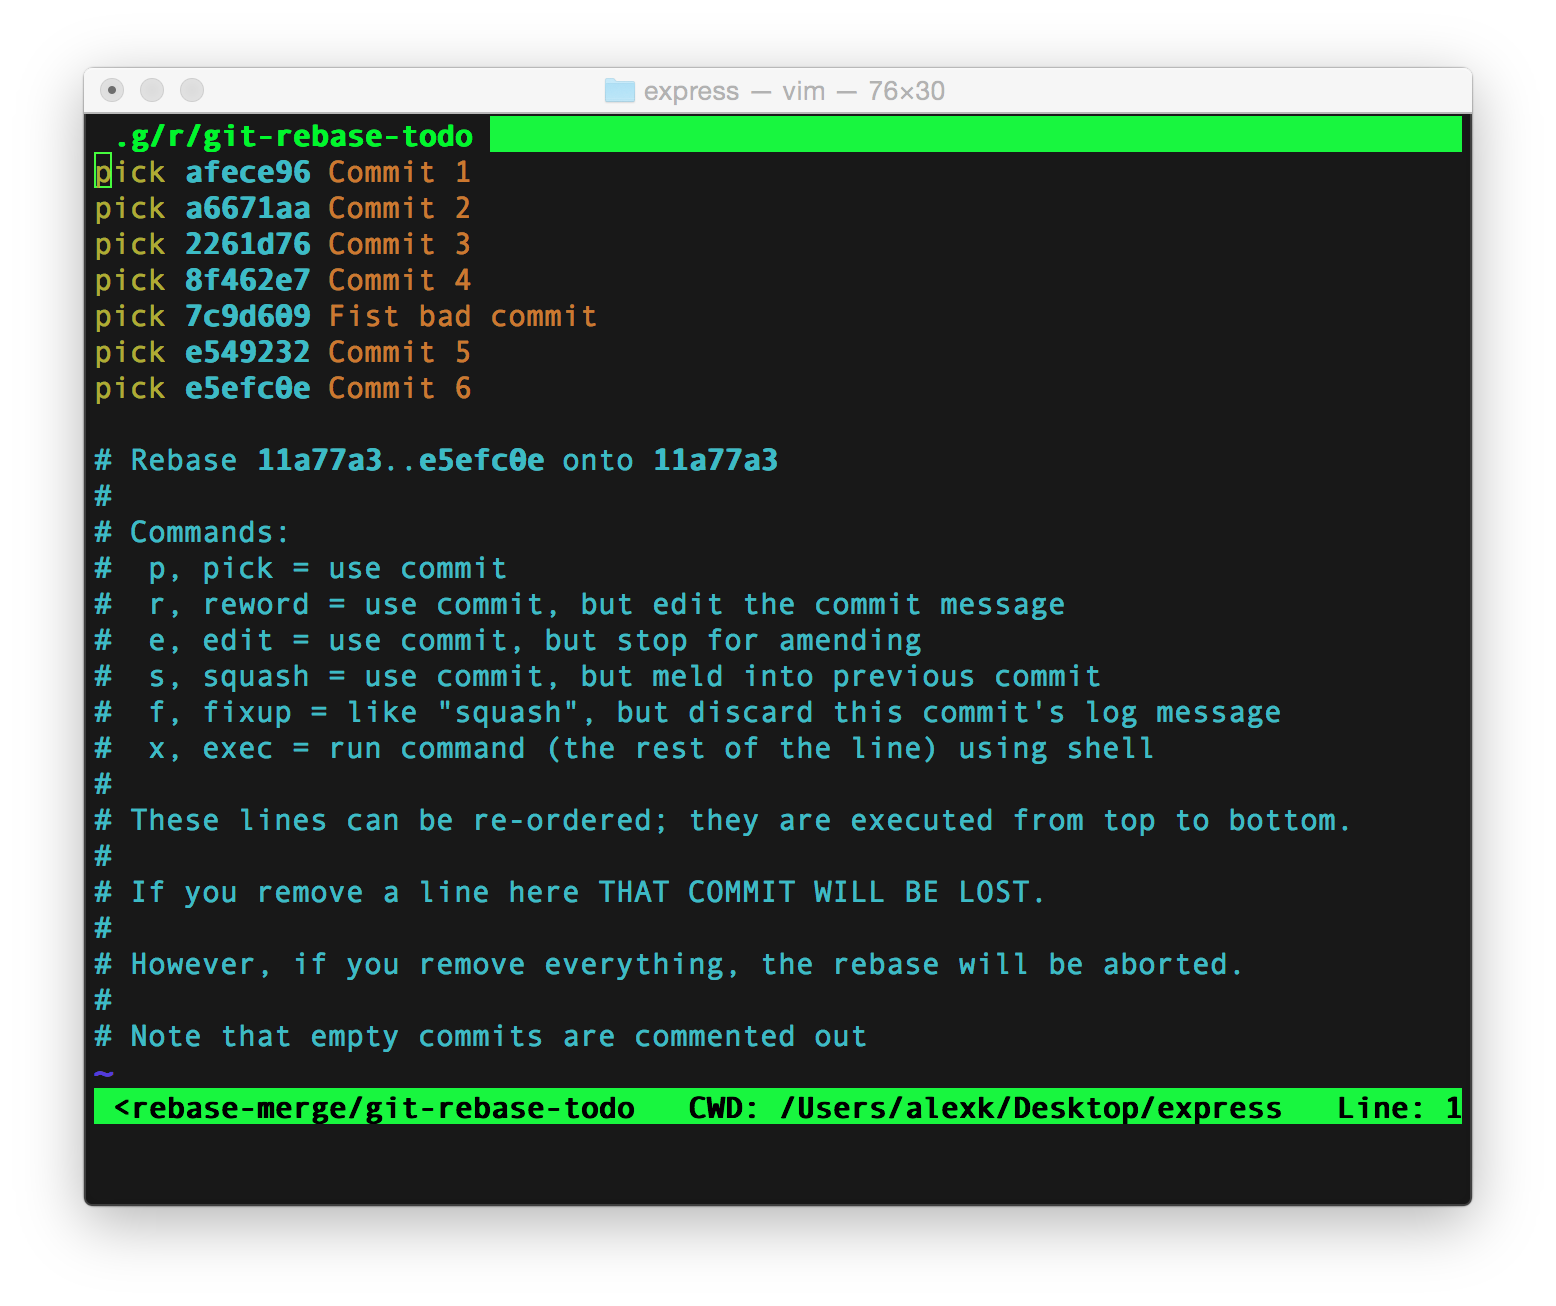 express — vim — 76×30
.g/r/git-rebase-todo
pick afece96 Commit 1
pick a6671aa Commit 2
pick 2261d76 Commit 3
pick 8f462e7 Commit 4
pick 7c9d609 Fist bad commit
pick e549232 Commit 5
pick e5efc0e Commit 6
# Rebase 11a77a3..e5efc0e onto 11a77a3
#
# Commands:
#  p, pick = use commit
#  r, reword = use commit, but edit the commit message
#  e, edit = use commit, but stop for amending
#  s, squash = use commit, but meld into previous commit
#  f, fixup = like "squash", but discard this commit's log message
#  x, exec = run command (the rest of the line) using shell
#
# These lines can be re-ordered; they are executed from top to bottom.
#
# If you remove a line here THAT COMMIT WILL BE LOST.
#
# However, if you remove everything, the rebase will be aborted.
#
# Note that empty commits are commented out
~
<rebase-merge/git-rebase-todo   CWD: /Users/alexk/Desktop/express   Line: 1